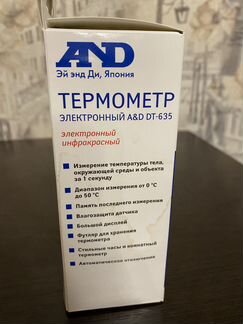 AND
Эй энд Ди, Япония
ТЕРМОМЕТР
ЭЛЕКТРОННЫЙ A&D DT-635
электронный
инфракрасный
Измерение температуры тела,
окружающей среды и объекта
за 1 секунду
Диапазон измерения от 0 °C
до 50 °C
Память последнего измерения
Влагозащита датчика
Большой дисплей
Футляр для хранения
термометра
Стильные часы и комнатный
термометр
Автоматическое отключение